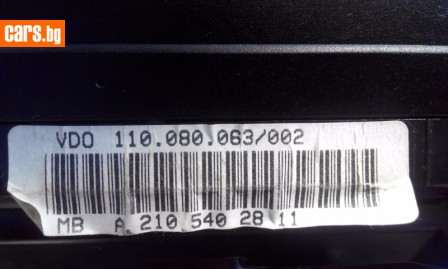 cars.bg
VDO 110.080.063/002
MB A 210 540 28 11